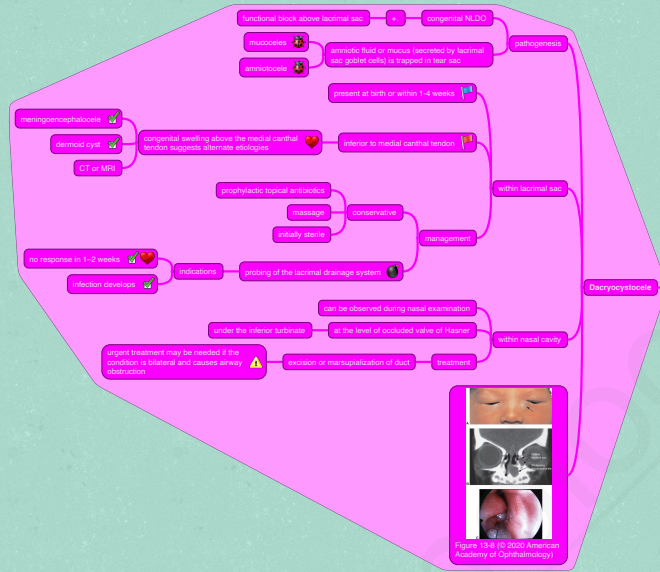 Dacryocystocele
pathogenesis
congenital NLDO
+.
functional block above lacrimal sac
amniotic fluid or mucus (secreted by lacrimal
sac goblet cells) is trapped in tear sac
mucoceles
amniotocele
within lacrimal sac
present at birth or within 1-4 weeks
inferior to medial canthal tendon
congenital swelling above the medial canthal
tendon suggests alternate etiologies
meningoencephalocele
dermoid cyst
CT or MRI
management
conservative
prophylactic topical antibiotics
massage
initially sterile
probing of the lacrimal drainage system
indications
no response in 1–2 weeks
infection develops
within nasal cavity
can be observed during nasal examination
at the level of occluded valve of Hasner
under the inferior turbinate
treatment
excision or marsupialization of duct
urgent treatment may be needed if the
condition is bilateral and causes airway
obstruction
Figure 13-8 (© 2020 American
Academy of Ophthalmology)